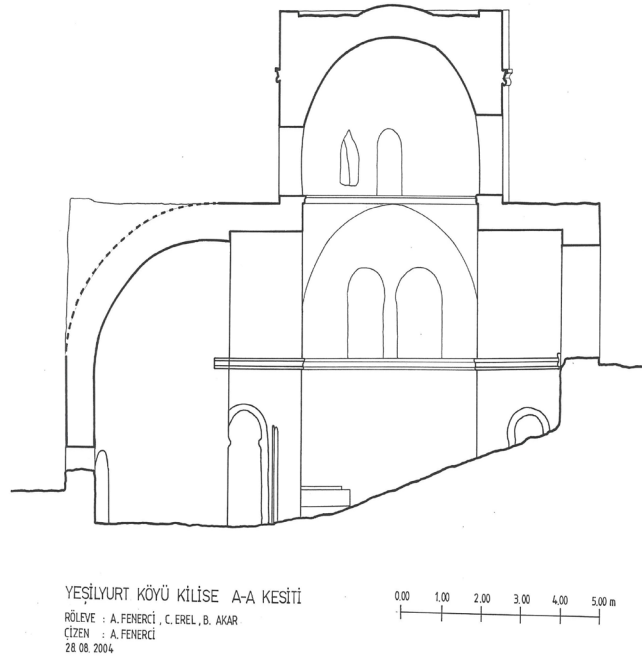 YEŞİLYURT KÖYÜ KİLİSE A-A KESİTİ
RÖLEVE : A.FENERCİ , C.EREL , B. AKAR
ÇİZEN : A.FENERCİ
28.08.2004
0.00 1.00 2.00 3.00 4.00 5.00 m